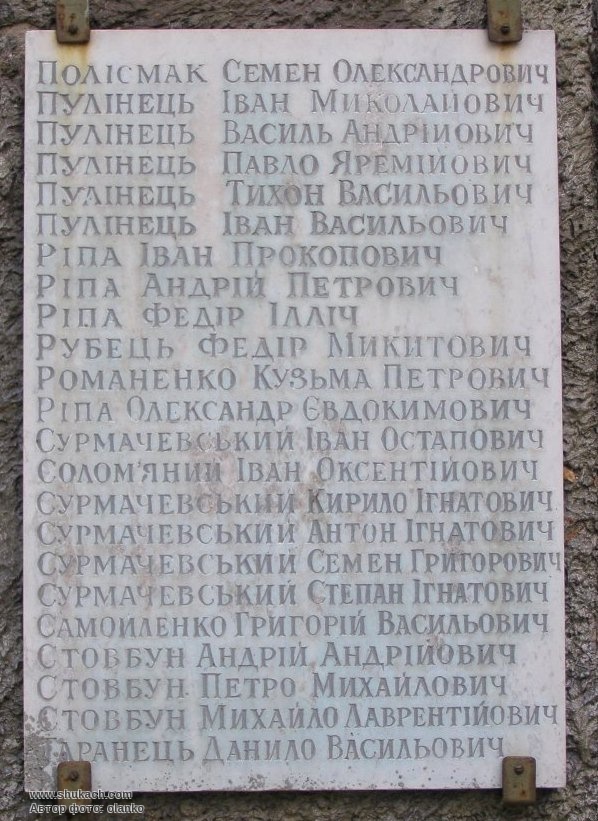 ПОЛІСМАК СЕМЕН ОЛЕКСАНДРОВИЧ
ПУЛІНЕЦЬ ІВАН МИКОЛАЙОВИЧ
ПУЛІНЕЦЬ ВАСИЛЬ АНДРІЙОВИЧ
ПУЛІНЕЦЬ ПАВЛО ЯРЕМІЙОВИЧ
ПУЛІНЕЦЬ ТИХОН ВАСИЛЬОВИЧ
ПУЛІНЕЦЬ ІВАН ВАСИЛЬОВИЧ
РІПА ІВАН ПРОКОПОВИЧ
РІПА АНДРІЙ ПЕТРОВИЧ
РІПА ФЕДІР ІЛЛІЧ
РУБЕЦЬ ФЕДІР МИКИТОВИЧ
РОМАНЕНКО КУЗЬМА ПЕТРОВИЧ
РІПА ОЛЕКСАНДР ЄВДОКИМОВИЧ
СУРМАЧЕВСЬКИЙ ІВАН ОСТАПОВИЧ
СОЛОМ'ЯНИЙ ІВАН ОКСЕНТІЙОВИЧ
СУРМАЧЕВСЬКИЙ КИРИЛО ІГНАТОВИЧ
СУРМАЧЕВСЬКИЙ АНТОН ІГНАТОВИЧ
СУРМАЧЕВСЬКИЙ СЕМЕН ГРИГОРОВИЧ
СУРМАЧЕВСЬКИЙ СТЕПАН ІГНАТОВИЧ
САМОЙЛЕНКО ГРИГОРІЙ ВАСИЛЬОВИЧ
СТОВБУН АНДРІЙ АНДРІЙОВИЧ
СТОВБУН ПЕТРО МИХАЙЛОВИЧ
СТОВБУН МИХАЙЛО ЛАВРЕНТІЙОВИЧ
ТАРАНЕЦЬ ДАНИЛО ВАСИЛЬОВИЧ
www.shukach.com
Автор фото: olanko